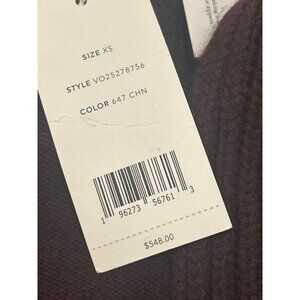 SIZE XS
STYLE VO25278756
COLOR 647 CHN
1 96273 56761 3
$548.00